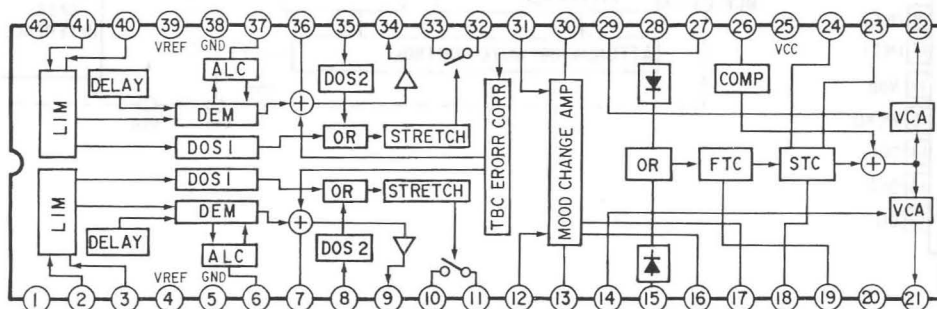 42 41 40 39 38 37 36 35 34 33 32 31 30 29 28 27 26 25 24 23 22
VREF GND VCC
ALC
DELAY
DOS2
COMP
LIM
DEM
OR
STRETCH
VCA
DOS1
TBC ERORR CORR
MOOD CHANGE AMP
OR
FTC
STC
DOS1
OR
STRETCH
LIM
DEM
VCA
DELAY
DOS2
ALC
VREF GND
1 2 3 4 5 6 7 8 9 10 11 12 13 14 15 16 17 18 19 20 21